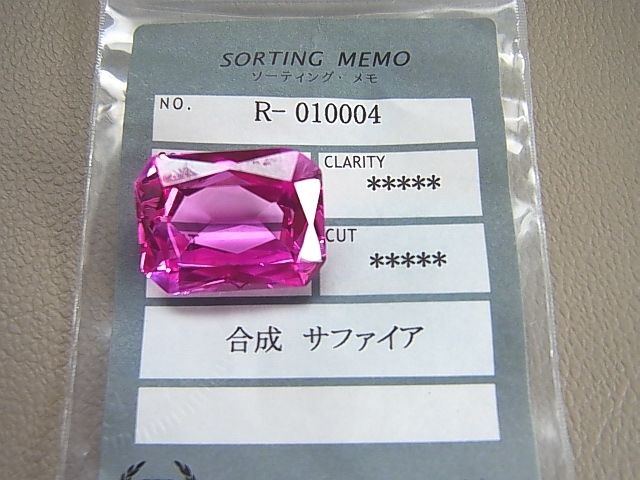 SORTING MEMO
ソーティング・メモ
NO. R-010004
CLARITY
*****
CUT
*****
合成 サファイア